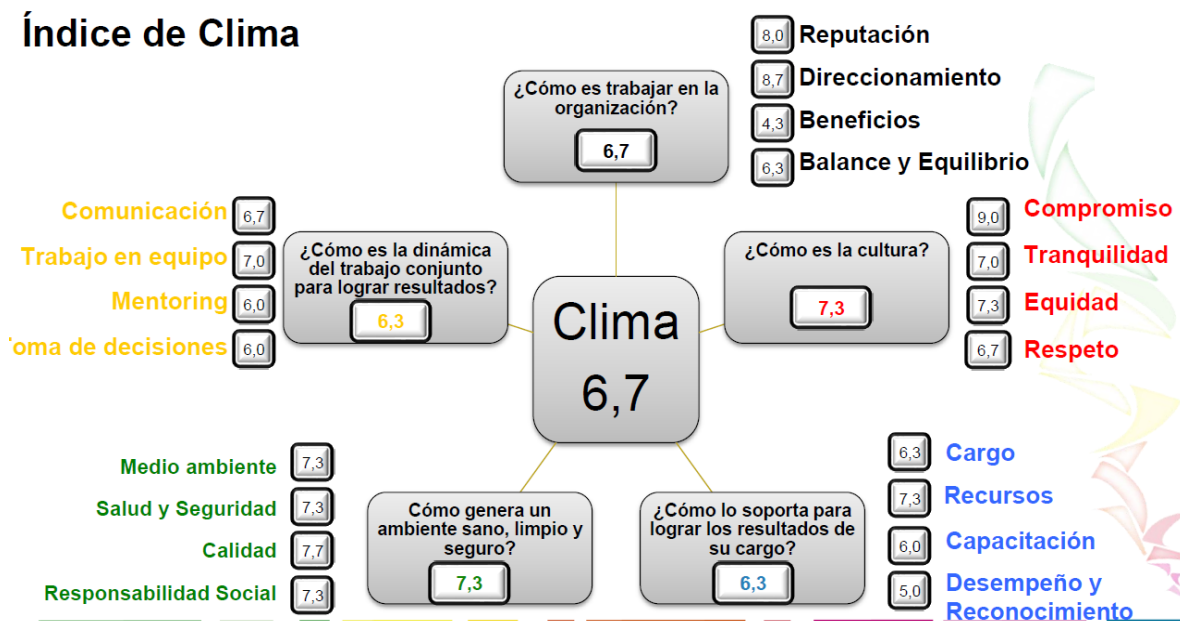 Índice de Clima
8,0 Reputación
8,7 Direccionamiento
4,3 Beneficios
6,3 Balance y Equilibrio
¿Cómo es trabajar en la
organización?
6,7
Comunicación 6,7
Trabajo en equipo 7,0
Mentoring 6,0
oma de decisiones 6,0
¿Cómo es la dinámica
del trabajo conjunto
para lograr resultados?
6,3
¿Cómo es la cultura?
7,3
9,0 Compromiso
7,0 Tranquilidad
7,3 Equidad
6,7 Respeto
Clima
6,7
Medio ambiente 7,3
Salud y Seguridad 7,3
Calidad 7,7
Responsabilidad Social 7,3
Cómo genera un
ambiente sano, limpio y
seguro?
7,3
¿Cómo lo soporta para
lograr los resultados de
su cargo?
6,3
6,3 Cargo
7,3 Recursos
6,0 Capacitación
5,0 Desempeño y
Reconocimiento